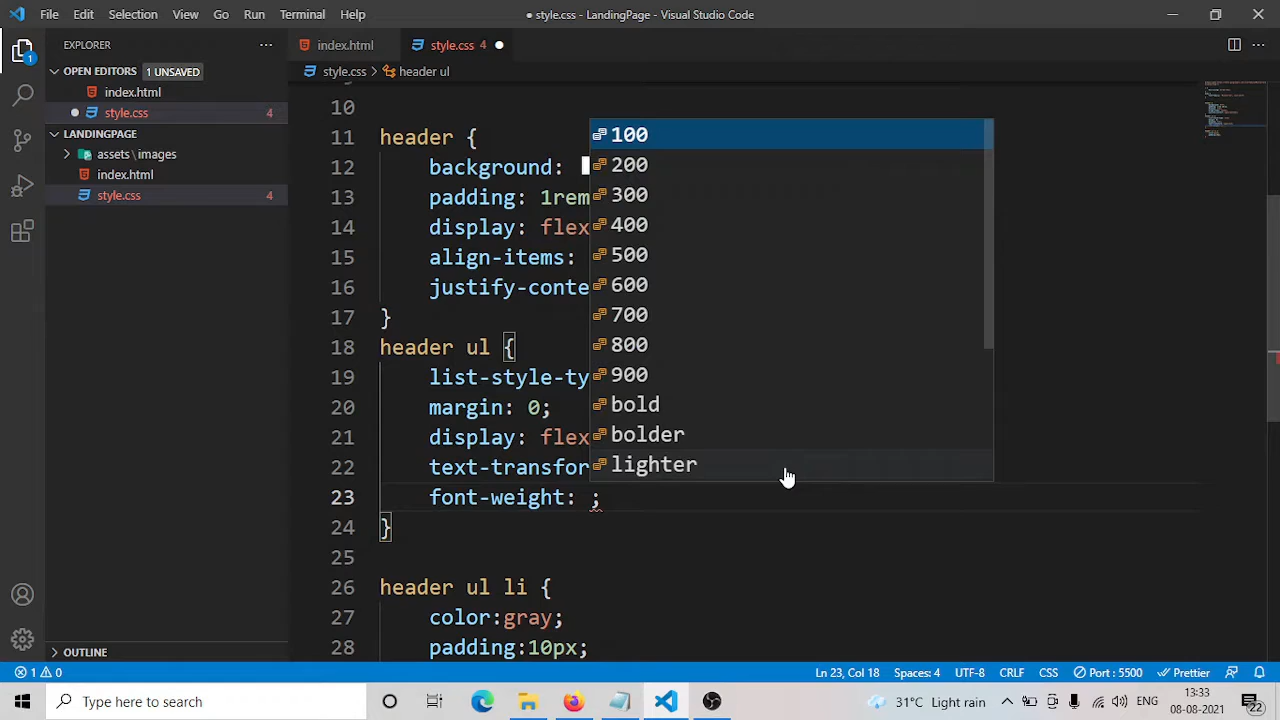 File Edit Selection View Go Run Terminal Help
style.css - LandingPage - Visual Studio Code
EXPLORER
index.html
style.css 4
OPEN EDITORS 1 UNSAVED
index.html
style.css 4
LANDINGPAGE
assets\images
index.html
style.css 4
OUTLINE
1
style.css > header ul
10
11 header {
12 background:
13 padding: 1rem
14 display: flex
15 align-items:
16 justify-conte
17 }
18 header ul {
19 list-style-ty
20 margin: 0;
21 display: flex
22 text-transfor
23 font-weight: ;
24 }
25
26 header ul li {
27 color:gray;
28 padding:10px;
100
200
300
400
500
600
700
800
900
bold
bolder
lighter
1 0
Ln 23, Col 18 Spaces: 4 UTF-8 CRLF CSS Port : 5500 Prettier
Type here to search
31°C Light rain
13:33
08-08-2021
22